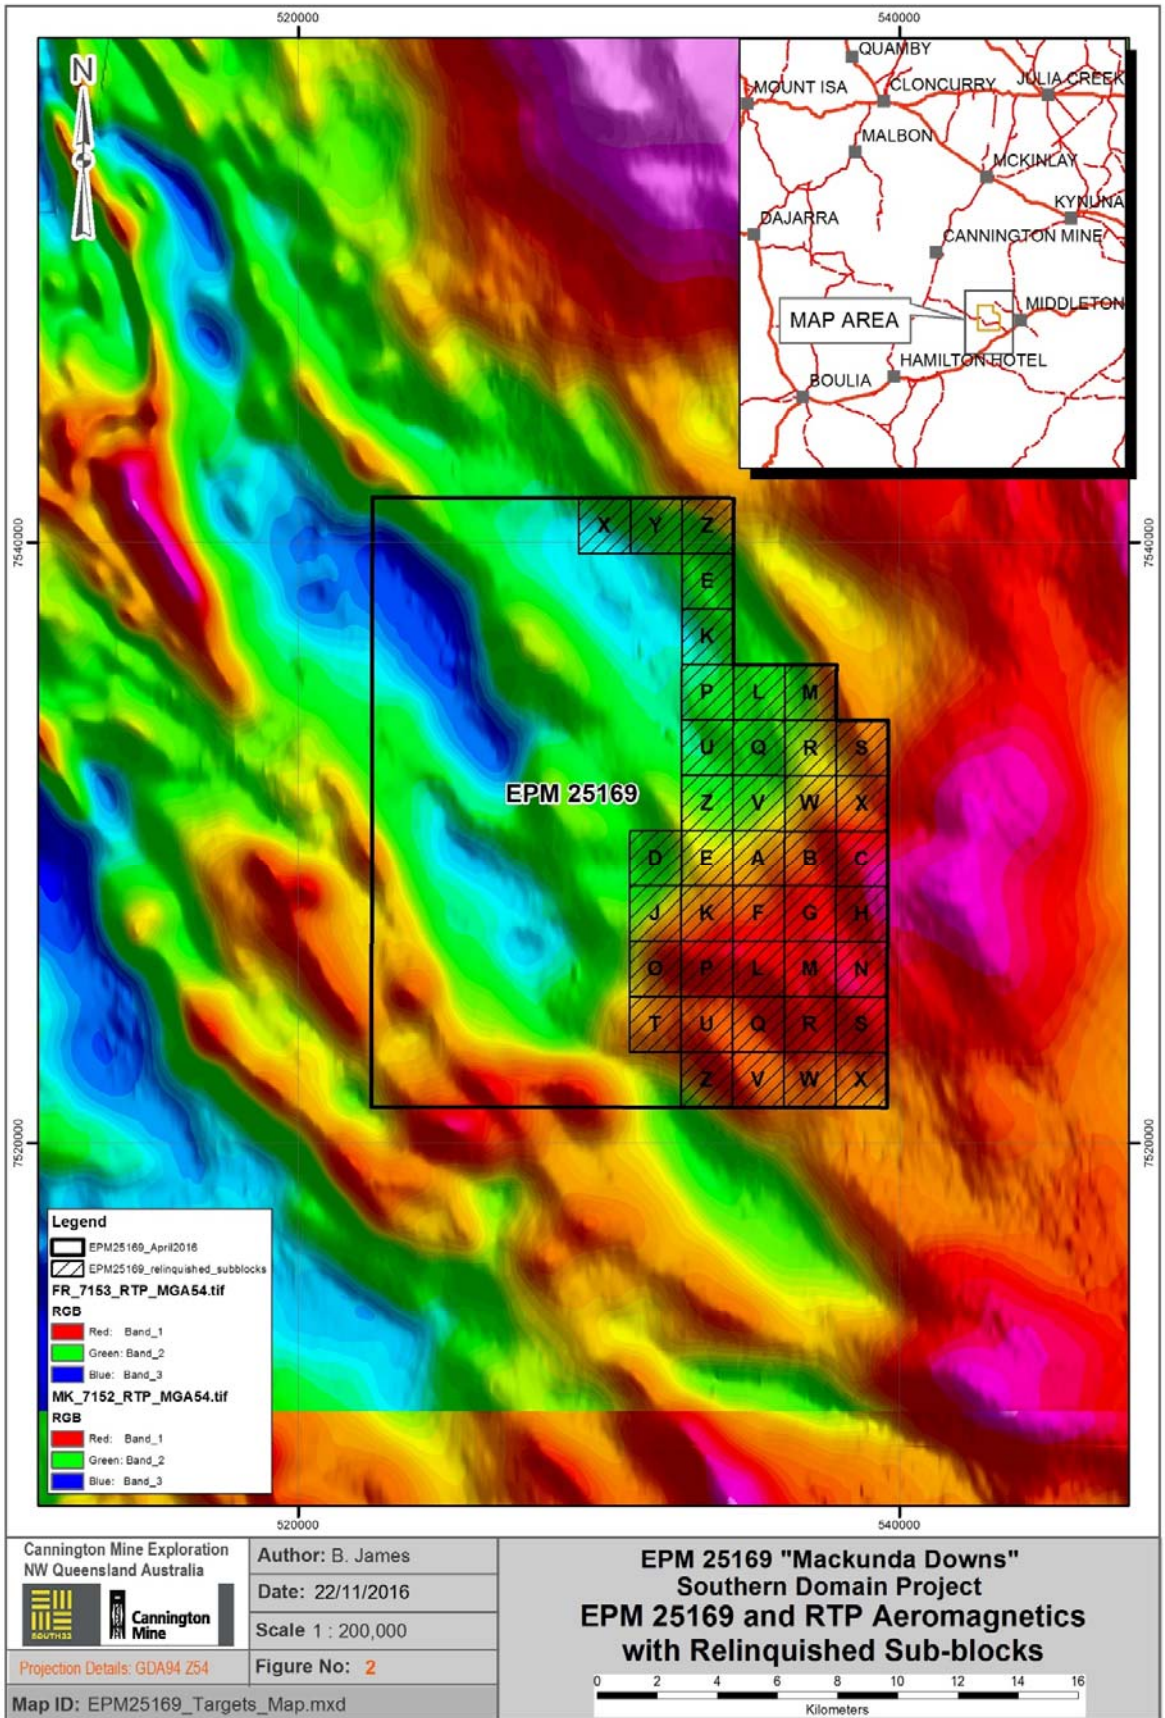 520000
540000
N
QUAMBY
MOUNT ISA
CLONCURRY
JULIA CREEK
MALBON
MCKINLAY
KYNUNA
DAJARRA
CANNINGTON MINE
MIDDLETON
MAP AREA
HAMILTON HOTEL
BOULIA
7540000
7540000
X Y Z
E
K
P L M
U Q R S
EPM 25169
Z V W X
D E A B C
J K F G H
O P L M N
T U Q R S
Z V W X
7520000
7520000
Legend
EPM25169_April2016
EPM25169_relinquished_subblocks
FR_7153_RTP_MGA54.tif
RGB
Red: Band_1
Green: Band_2
Blue: Band_3
MK_7152_RTP_MGA54.tif
RGB
Red: Band_1
Green: Band_2
Blue: Band_3
520000
540000
Cannington Mine Exploration
NW Queensland Australia
SOUTH32
Cannington
Mine
Projection Details: GDA94 Z54
Map ID: EPM25169_Targets_Map.mxd
Author: B. James
Date: 22/11/2016
Scale 1 : 200,000
Figure No: 2
EPM 25169 "Mackunda Downs"
Southern Domain Project
EPM 25169 and RTP Aeromagnetics
with Relinquished Sub-blocks
0 2 4 6 8 10 12 14 16
Kilometers